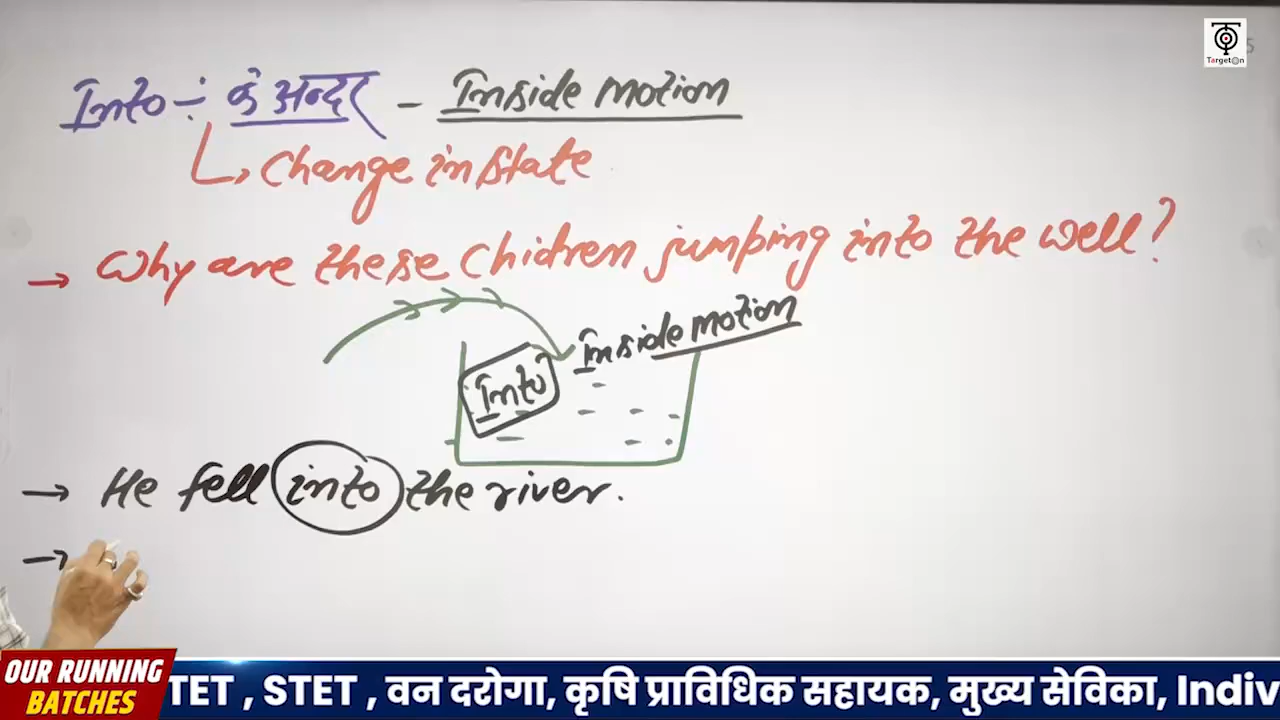 TargetOn
Into ÷ के अन्दर – Inside motion
Change in state
→ Why are these Chidren jumping into the well?
Inside motion
Into
→ He fell into the river.
→
OUR RUNNING
BATCHES
TET , STET , वन दरोगा, कृषि प्राविधिक सहायक, मुख्य सेविका, Indiv